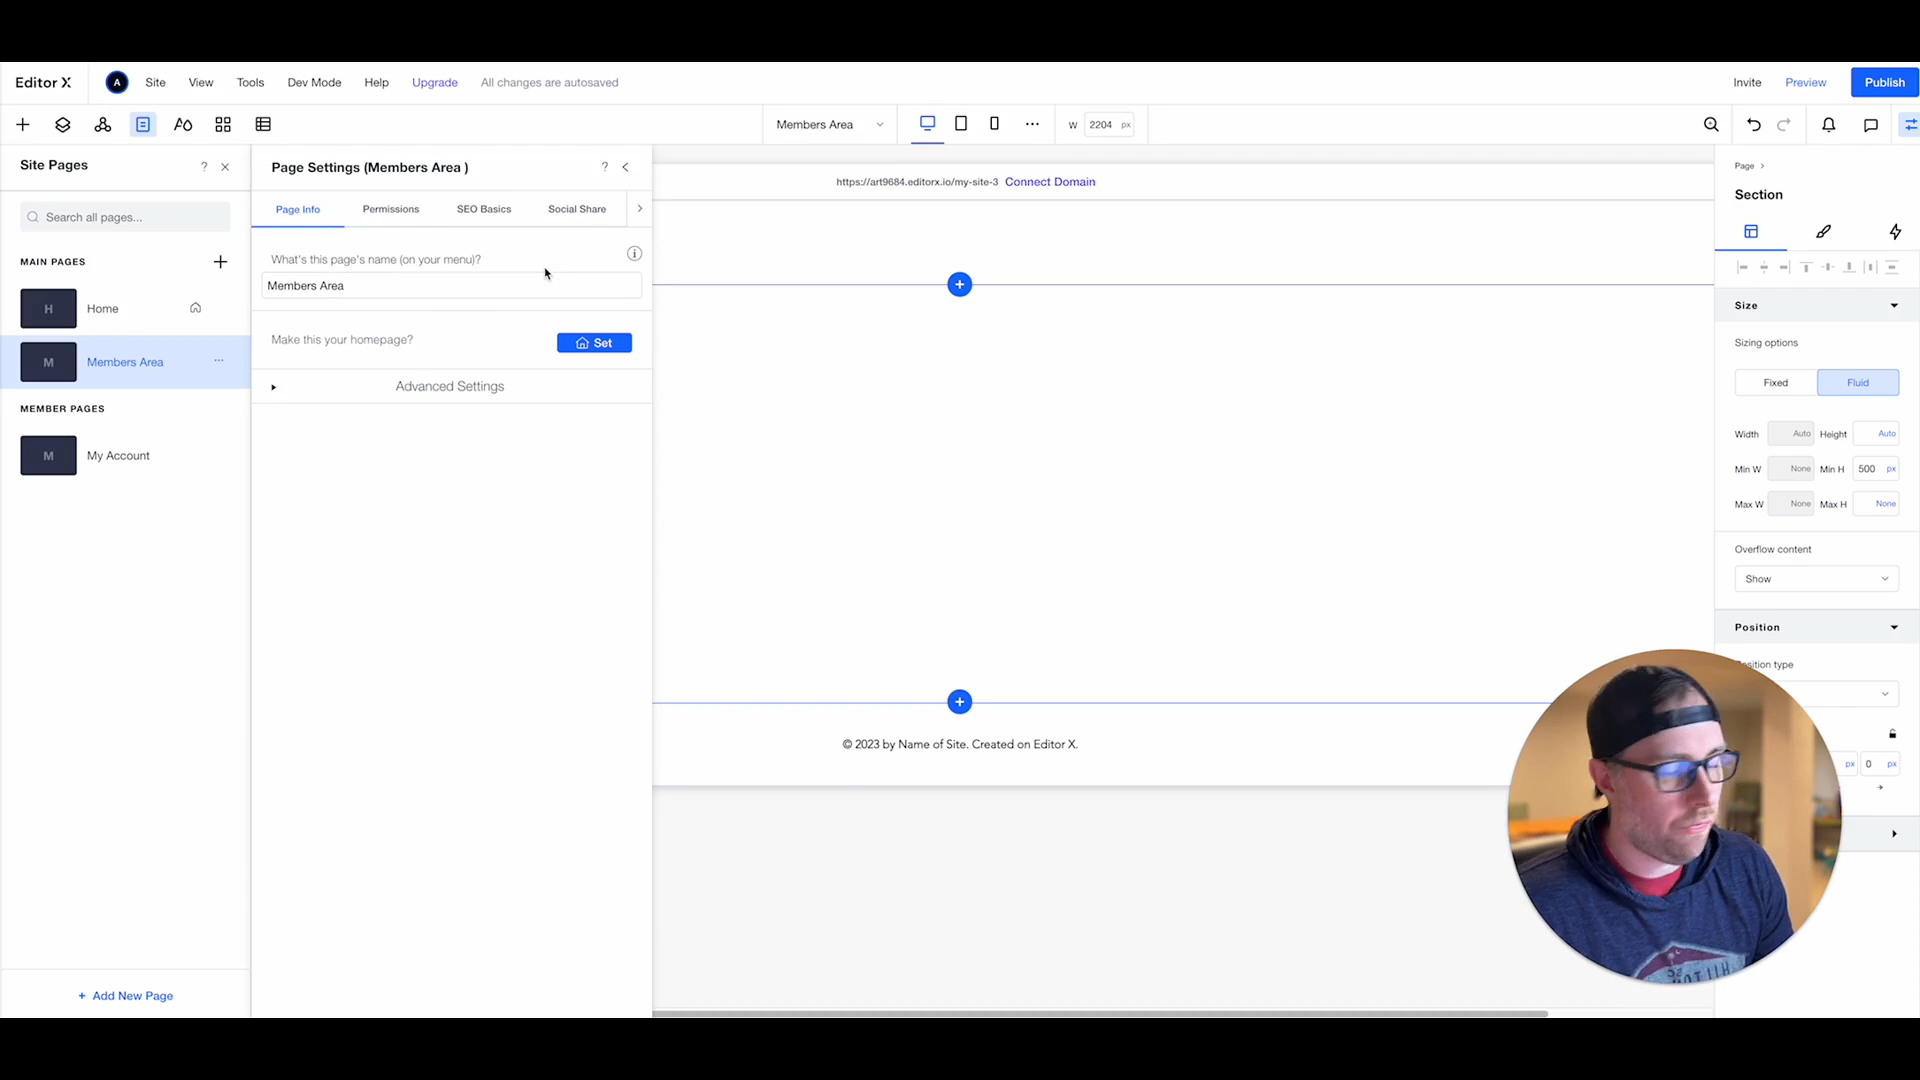 Editor X
A
Site
View
Tools
Dev Mode
Help
Upgrade
All changes are autosaved
Invite
Preview
Publish
Members Area
W
2204 px
Site Pages
?
Search all pages...
MAIN PAGES
H
Home
M
Members Area
MEMBER PAGES
M
My Account
+ Add New Page
Page Settings (Members Area )
?
Page Info
Permissions
SEO Basics
Social Share
What's this page's name (on your menu)?
Members Area
Make this your homepage?
Set
Advanced Settings
https://art9684.editorx.io/my-site-3 Connect Domain
© 2023 by Name of Site. Created on Editor X.
Page >
Section
Size
Sizing options
Fixed
Fluid
Width Auto Height Auto
Min W None Min H 500 px
Max W None Max H None
Overflow content
Show
Position
osition type
px 0 px